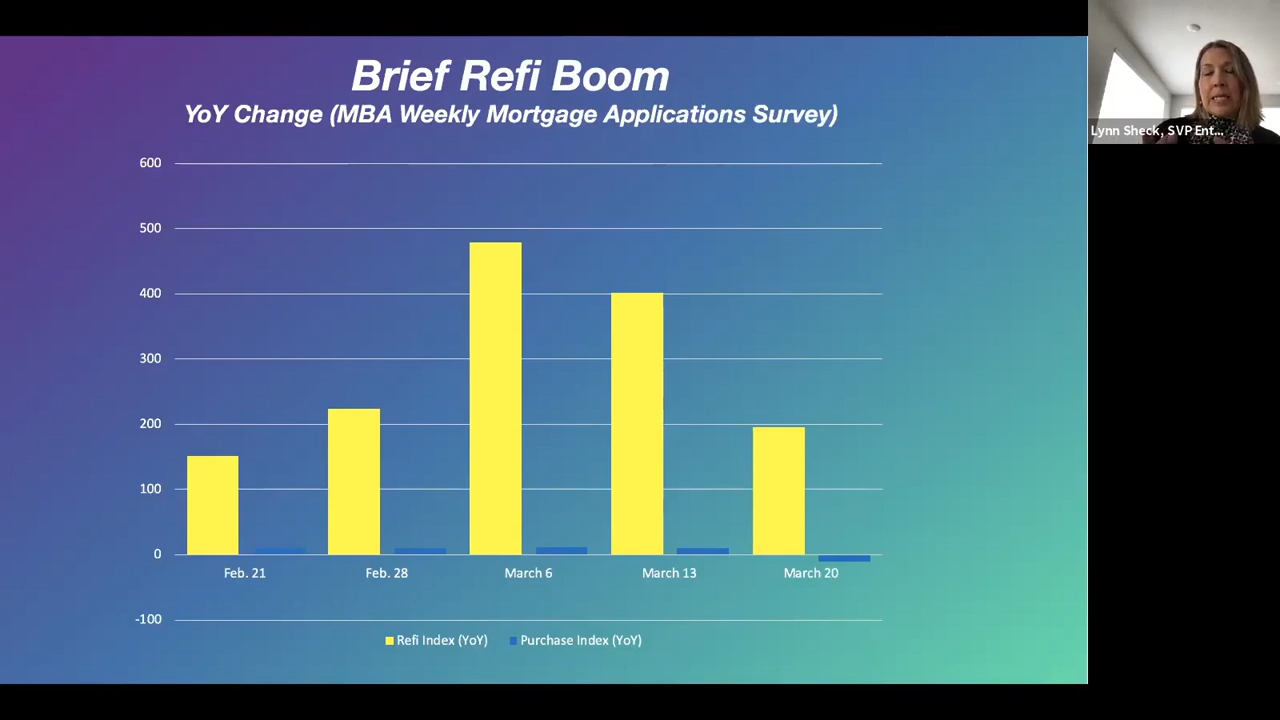 Brief Refi Boom
YoY Change (MBA Weekly Mortgage Applications Survey)
600
500
400
300
200
100
0
-100
Feb. 21 Feb. 28 March 6 March 13 March 20
Refi Index (YoY) Purchase Index (YoY)
Lynn Sheck, SVP Ent...